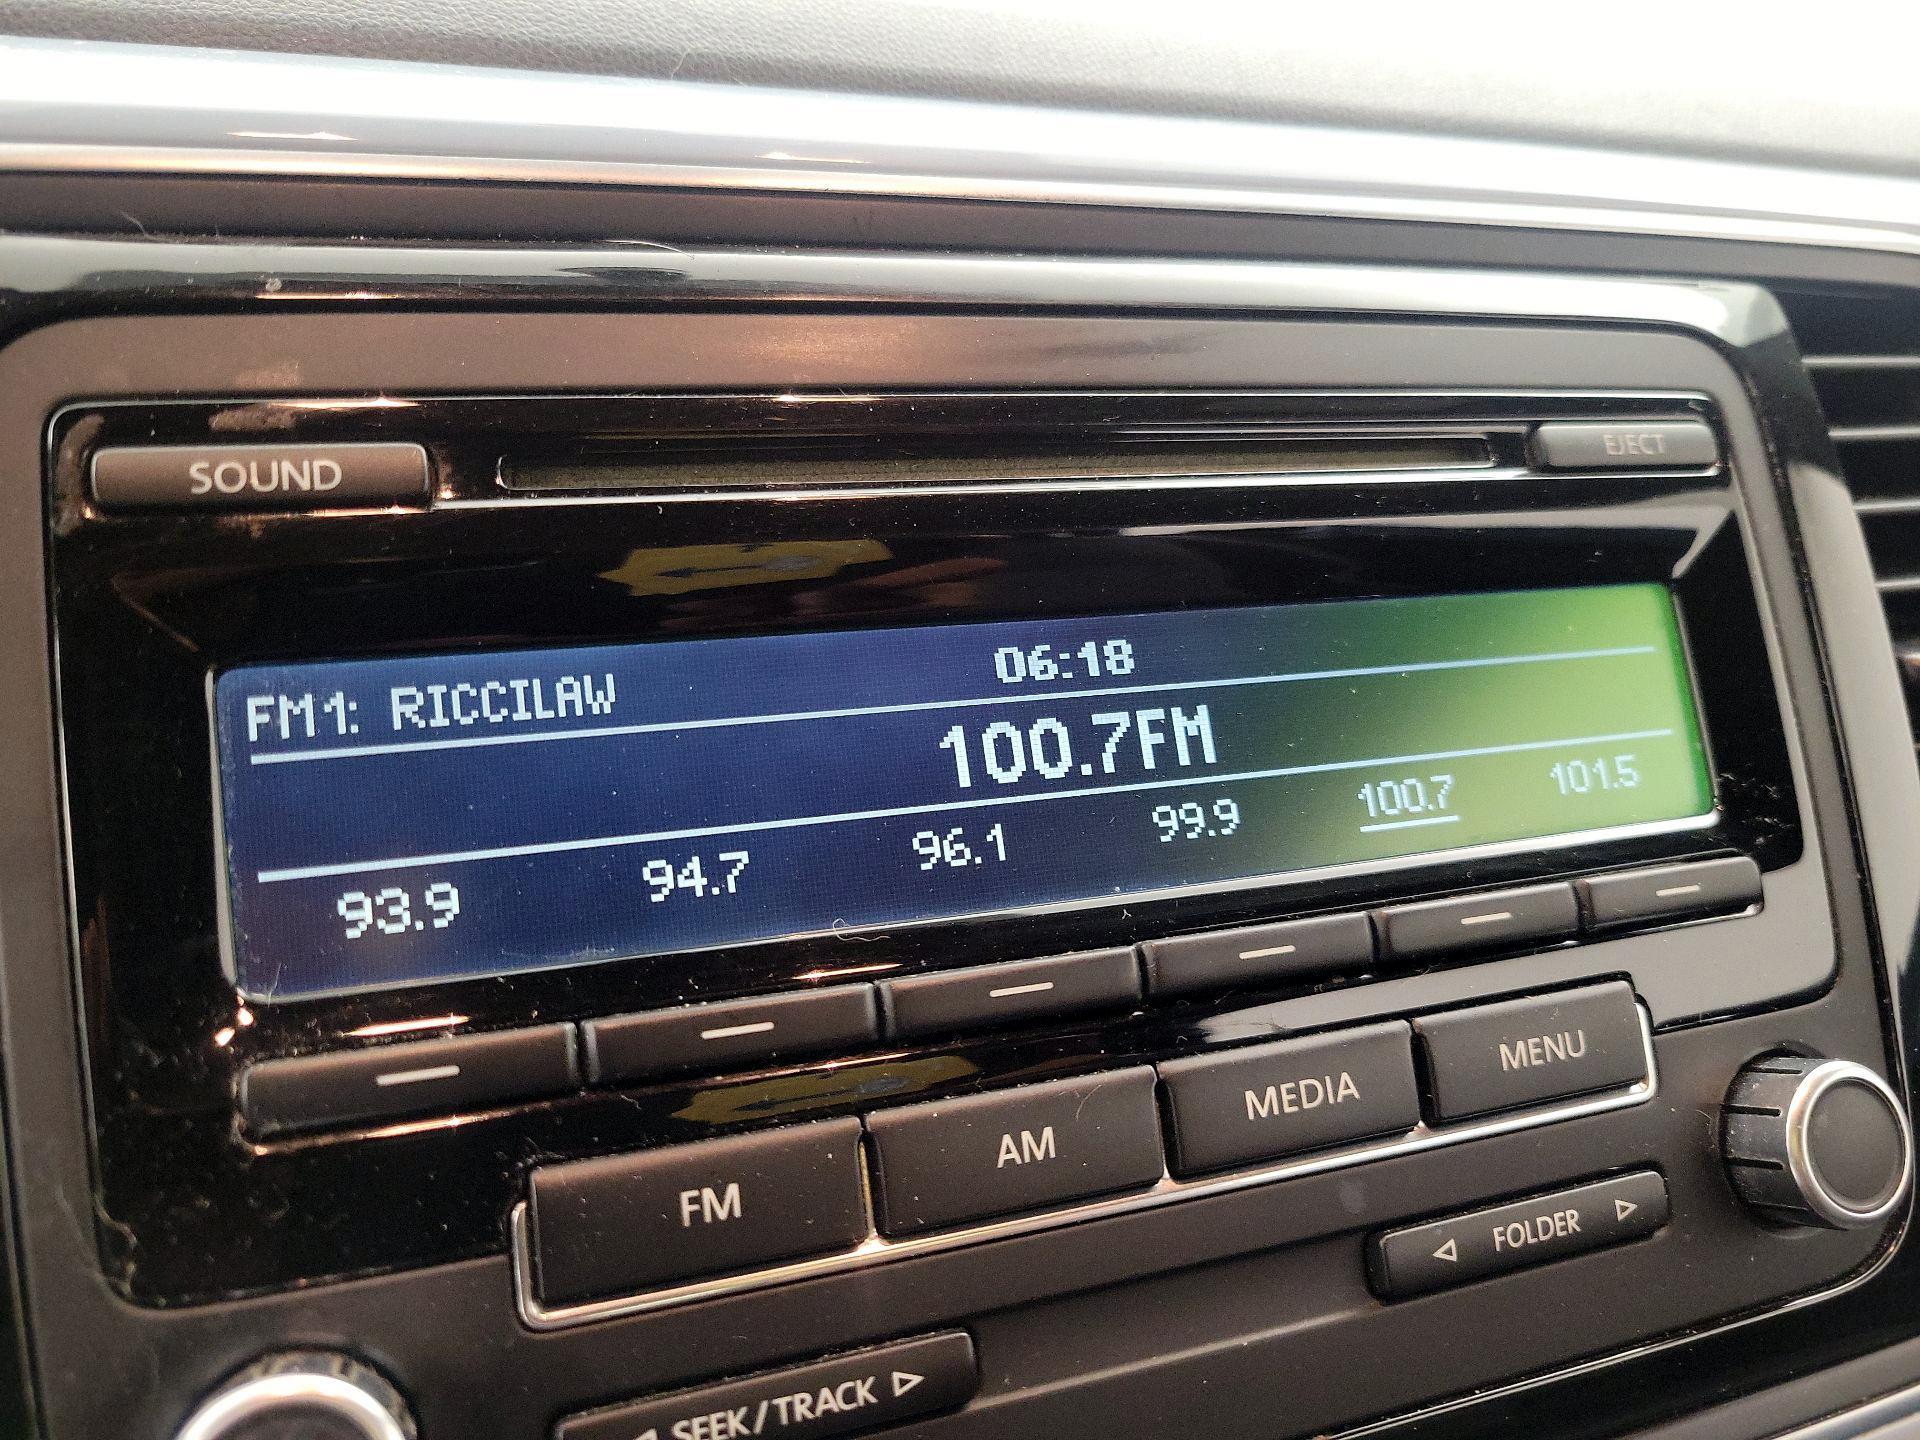 SOUND
EJECT
FM1: RICCILAW 06:18
100.7FM
93.9 94.7 96.1 99.9 100.7 101.5
FM AM MEDIA MENU
FOLDER
SEEK/TRACK